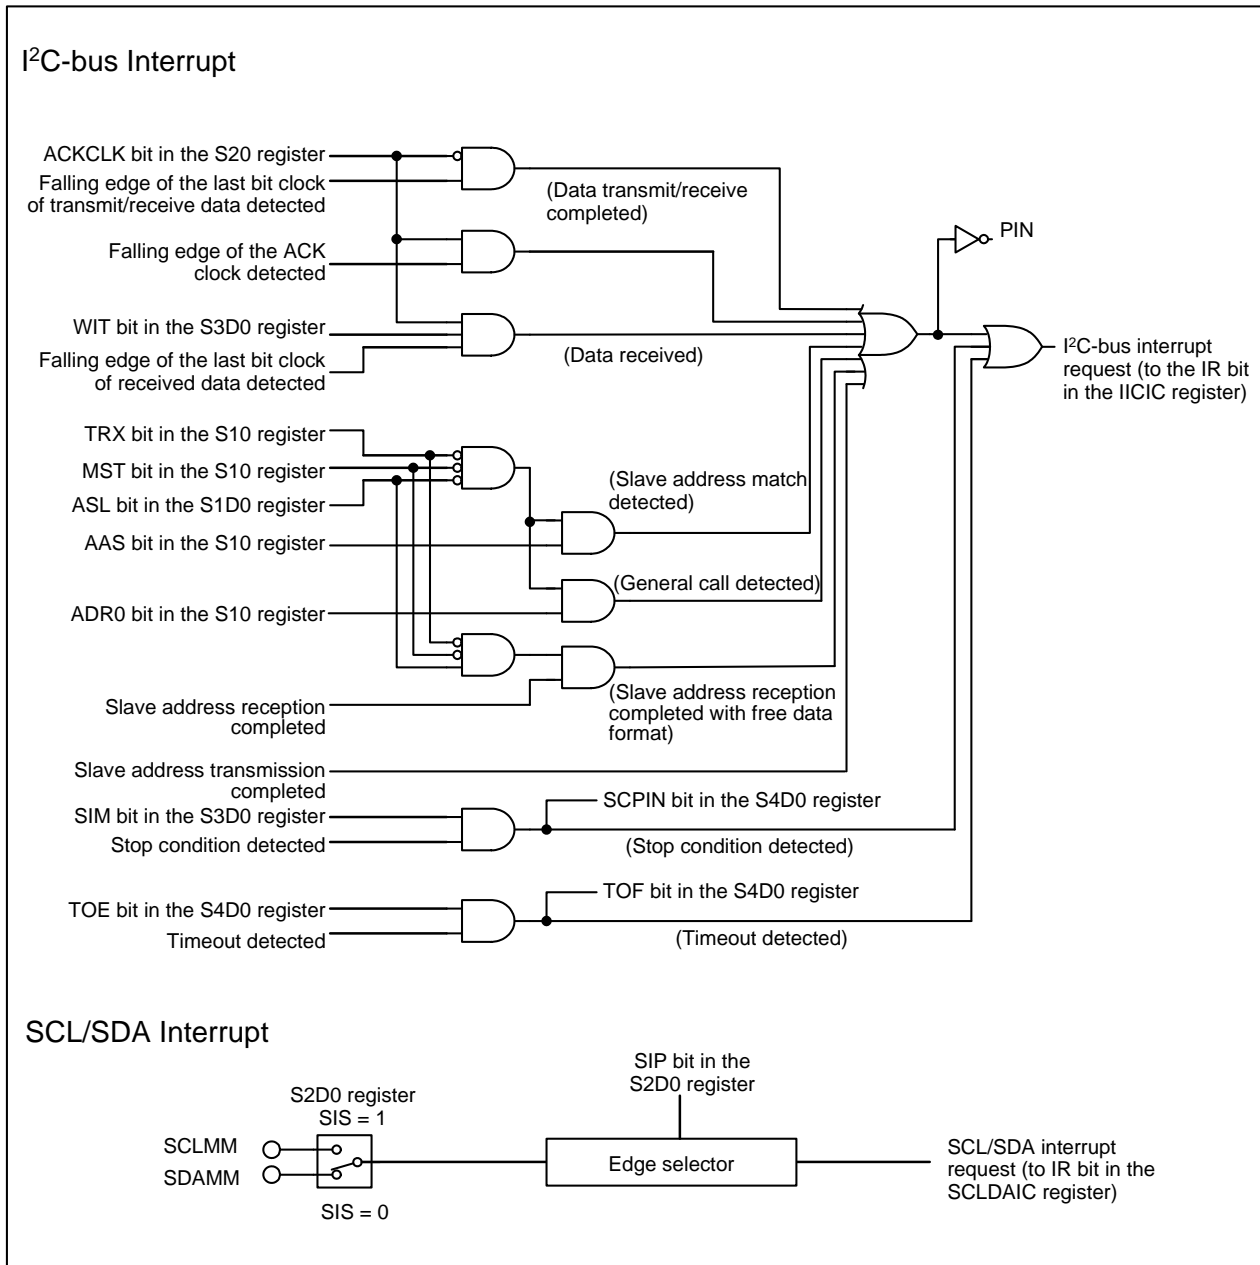 I²C-bus Interrupt
ACKCLK bit in the S20 register
Falling edge of the last bit clock
of transmit/receive data detected
(Data transmit/receive
completed)
PIN
Falling edge of the ACK
clock detected
WIT bit in the S3D0 register
Falling edge of the last bit clock
of received data detected
(Data received)
I²C-bus interrupt
request (to the IR bit
in the IICIC register)
TRX bit in the S10 register
MST bit in the S10 register
ASL bit in the S1D0 register
AAS bit in the S10 register
(Slave address match
detected)
(General call detected)
ADR0 bit in the S10 register
Slave address reception
completed
(Slave address reception
completed with free data
format)
Slave address transmission
completed
SIM bit in the S3D0 register
Stop condition detected
SCPIN bit in the S4D0 register
(Stop condition detected)
TOE bit in the S4D0 register
Timeout detected
TOF bit in the S4D0 register
(Timeout detected)
SCL/SDA Interrupt
S2D0 register
SIS = 1
SCLMM
SDAMM
SIS = 0
SIP bit in the
S2D0 register
Edge selector
SCL/SDA interrupt
request (to IR bit in the
SCLDAIC register)